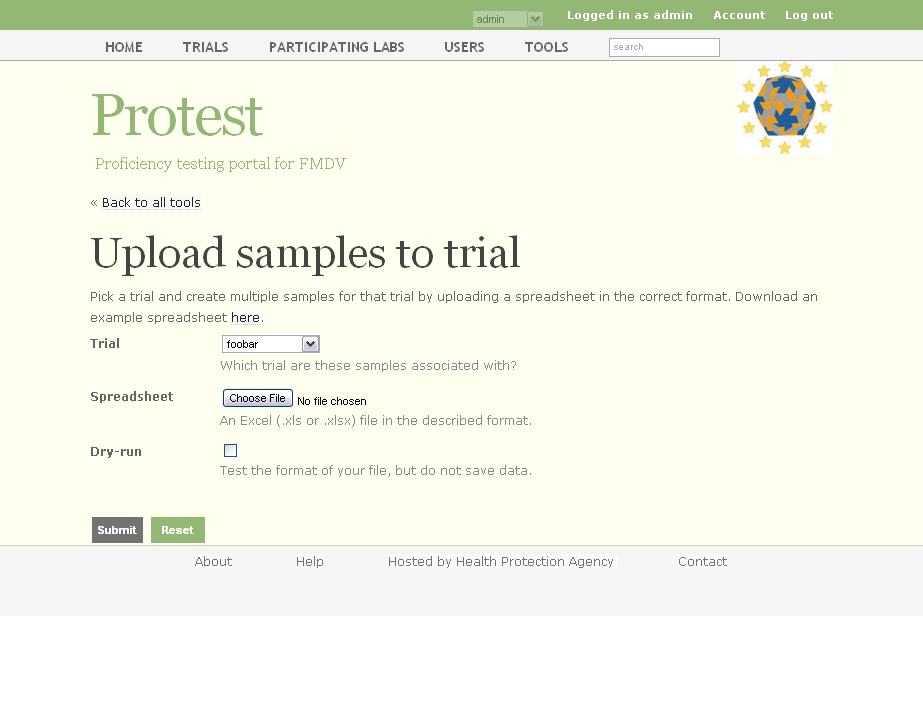 admin Logged in as admin Account Log out
HOME TRIALS PARTICIPATING LABS USERS TOOLS search
Protest
Proficiency testing portal for FMDV
« Back to all tools
Upload samples to trial
Pick a trial and create multiple samples for that trial by uploading a spreadsheet in the correct format. Download an
example spreadsheet here.
Trial foobar
Which trial are these samples associated with?
Spreadsheet Choose File No file chosen
An Excel (.xls or .xlsx) file in the described format.
Dry-run
Test the format of your file, but do not save data.
Submit Reset
About Help Hosted by Health Protection Agency Contact